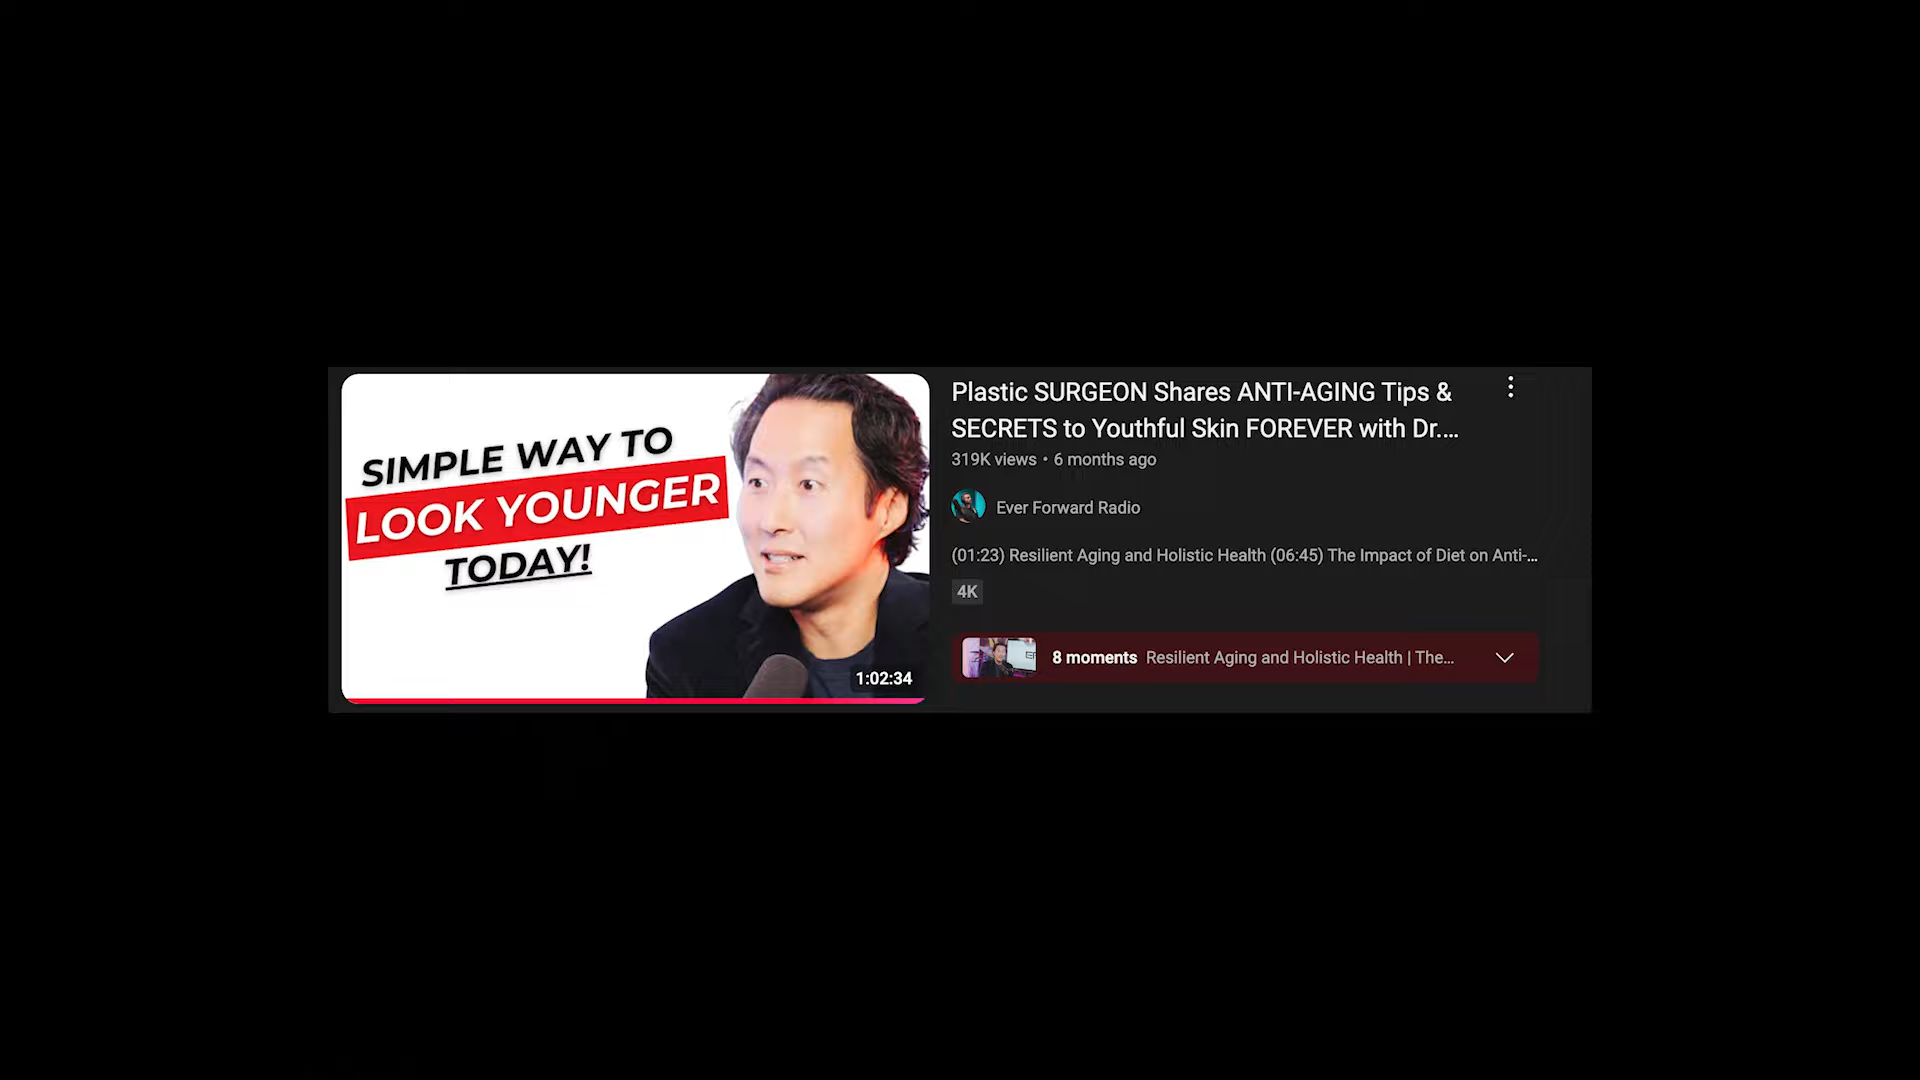 SIMPLE WAY TO
LOOK YOUNGER
TODAY!
1:02:34
Plastic SURGEON Shares ANTI-AGING Tips &
SECRETS to Youthful Skin FOREVER with Dr....
319K views • 6 months ago
Ever Forward Radio
(01:23) Resilient Aging and Holistic Health (06:45) The Impact of Diet on Anti-...
4K
8 moments Resilient Aging and Holistic Health | The...